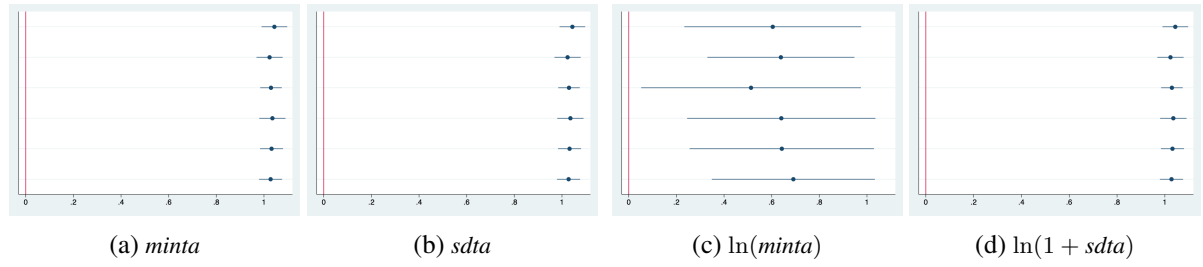 0 .2 .4 .6 .8 1
0 .2 .4 .6 .8 1
0 .2 .4 .6 .8 1
0 .2 .4 .6 .8 1
(a) minta
(b) sdta
(c) ln(minta)
(d) ln(1 + sdta)